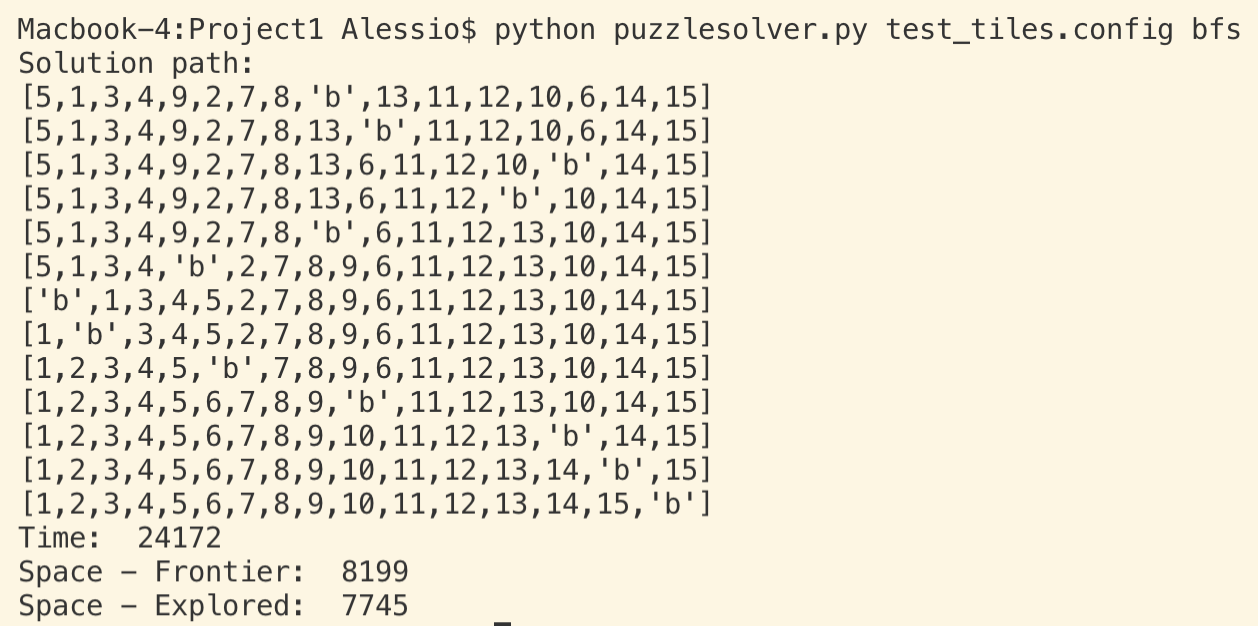 Macbook-4:Project1 Alessio$ python puzzlesolver.py test_tiles.config bfs
Solution path:
[5,1,3,4,9,2,7,8,'b',13,11,12,10,6,14,15]
[5,1,3,4,9,2,7,8,13,'b',11,12,10,6,14,15]
[5,1,3,4,9,2,7,8,13,6,11,12,10,'b',14,15]
[5,1,3,4,9,2,7,8,13,6,11,12,'b',10,14,15]
[5,1,3,4,9,2,7,8,'b',6,11,12,13,10,14,15]
[5,1,3,4,'b',2,7,8,9,6,11,12,13,10,14,15]
['b',1,3,4,5,2,7,8,9,6,11,12,13,10,14,15]
[1,'b',3,4,5,2,7,8,9,6,11,12,13,10,14,15]
[1,2,3,4,5,'b',7,8,9,6,11,12,13,10,14,15]
[1,2,3,4,5,6,7,8,9,'b',11,12,13,10,14,15]
[1,2,3,4,5,6,7,8,9,10,11,12,13,'b',14,15]
[1,2,3,4,5,6,7,8,9,10,11,12,13,14,'b',15]
[1,2,3,4,5,6,7,8,9,10,11,12,13,14,15,'b']
Time:  24172
Space - Frontier:  8199
Space - Explored:  7745